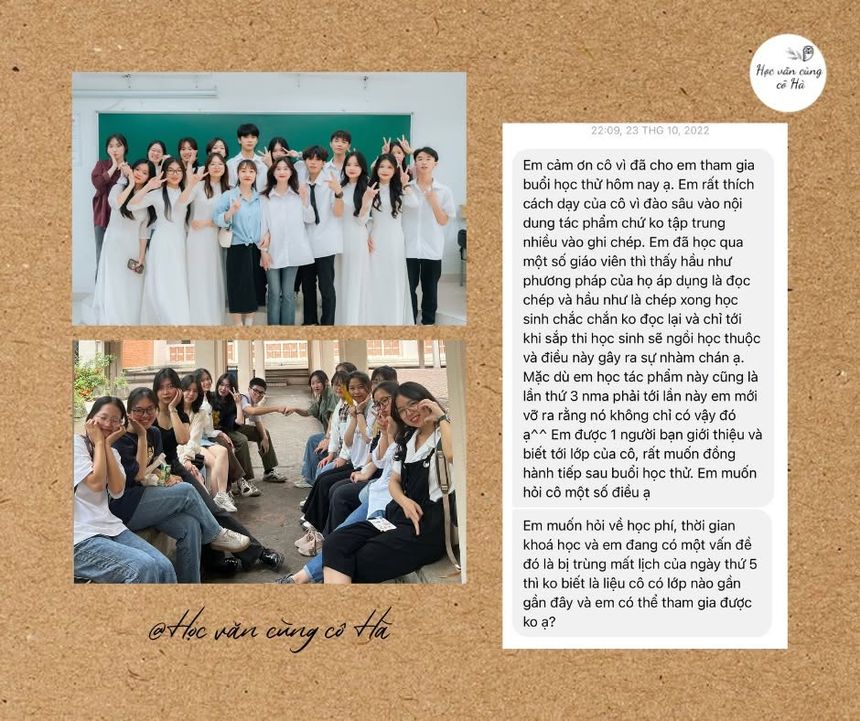 Học văn cùng
cô Hà
22:09, 23 THG 10, 2022
Em cảm ơn cô vì đã cho em tham gia
buổi học thử hôm nay ạ. Em rất thích
cách dạy của cô vì đào sâu vào nội
dung tác phẩm chứ ko tập trung
nhiều vào ghi chép. Em đã học qua
một số giáo viên thì thấy hầu như
phương pháp của họ áp dụng là đọc
chép và hầu như là chép xong học
sinh chắc chắn ko đọc lại và chỉ tới
khi sắp thi học sinh sẽ ngồi học thuộc
và điều này gây ra sự nhàm chán ạ.
Mặc dù em học tác phẩm này cũng là
lần thứ 3 nma phải tới lần này em mới
vỡ ra rằng nó không chỉ có vậy đó
ạ^^ Em được 1 người bạn giới thiệu và
biết tới lớp của cô, rất muốn đồng
hành tiếp sau buổi học thử. Em muốn
hỏi cô một số điều ạ
Em muốn hỏi về học phí, thời gian
khoá học và em đang có một vấn đề
đó là bị trùng mất lịch của ngày thứ 5
thì ko biết là liệu cô có lớp nào gần
gần đây và em có thể tham gia được
ko ạ?
@Học văn cùng cô Hà